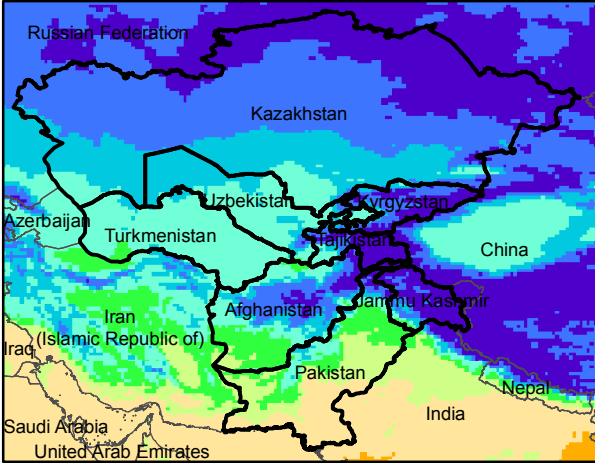 Russian Federation
Kazakhstan
Uzbekistan
Kyrgyzstan
Azerbaijan
Turkmenistan
Tajikistan
China
Afghanistan
Jammu Kashmir
Iran
(Islamic Republic of)
Iraq
Pakistan
Nepal
India
Saudi Arabia
United Arab Emirates